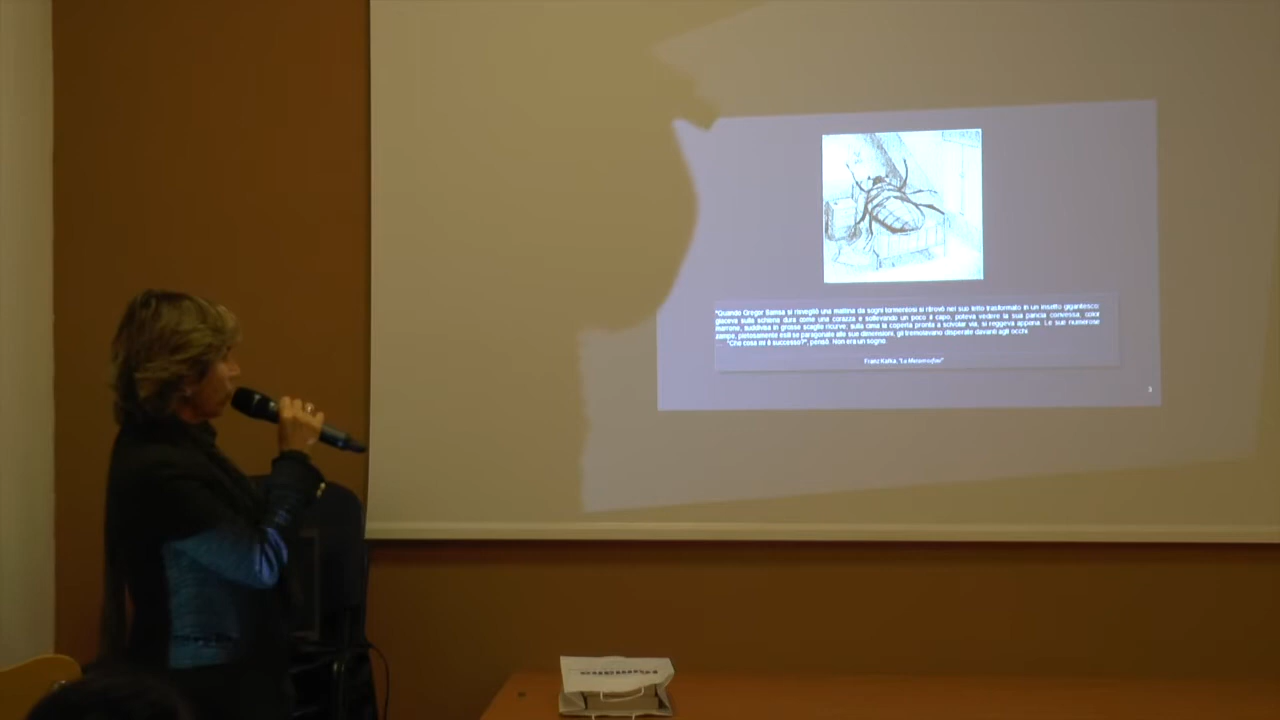 "Quando Gregor Samsa si risvegliò una mattina da sogni tormentosi si ritrovò nel suo letto trasformato in un insetto gigantesco:
giaceva sulla schiena dura come una corazza e sollevando un poco il capo, poteva vedere la sua pancia convessa, color
marrone, suddivisa in grosse scaglie ricurve; sulla cima la coperta pronta a scivolar via, si reggeva appena. Le sue numerose
zampe, pietosamente esili se paragonate alle sue dimensioni, gli tremolavano disperate davanti agli occhi.
"Che cosa mi è successo?", pensò. Non era un sogno.
Franz Kafka, "La Metamorfosi"
3